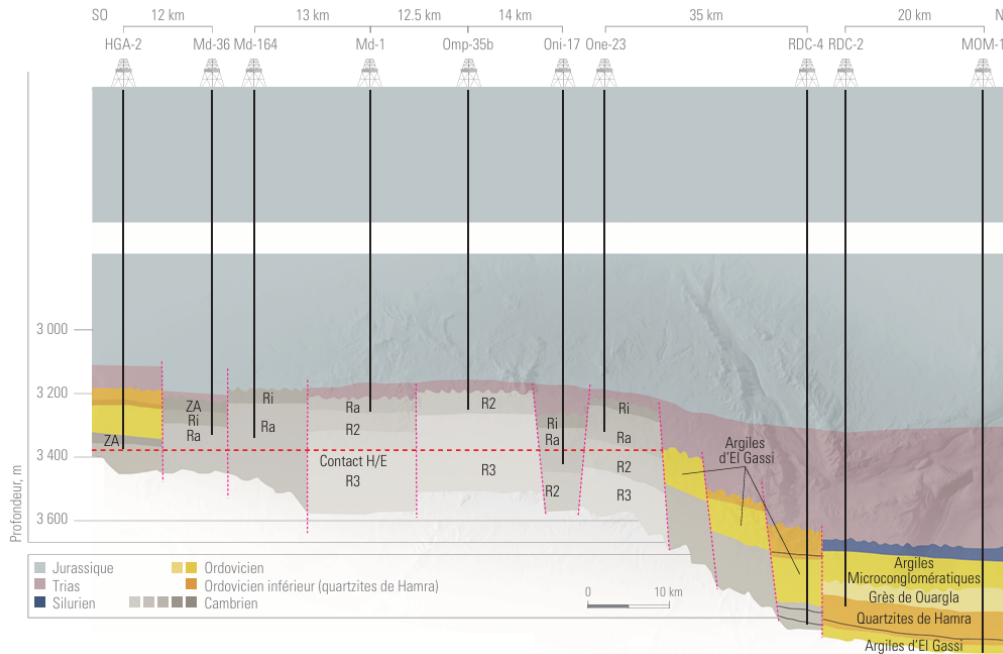 SO 12 km 13 km 12.5 km 14 km 35 km 20 km N
HGA-2 Md-36 Md-164 Md-1 Omp-35b Oni-17 One-23 RDC-4 RDC-2 MOM-1
Profondeur, m
3 000
3 200
3 400
3 600
ZA
ZA
Ri
Ra
Ri
Ra
Ra
R2
Contact H/E
R3
R2
R3
Ri
Ra
R2
Ri
Ra
R2
R3
Argiles
d'El Gassi
Argiles
Microconglomératiques
Grès de Ouargla
Quartzites de Hamra
Argiles d'El Gassi
Jurassique
Trias
Silurien
Ordovicien
Ordovicien inférieur (quartzites de Hamra)
Cambrien
0 10 km